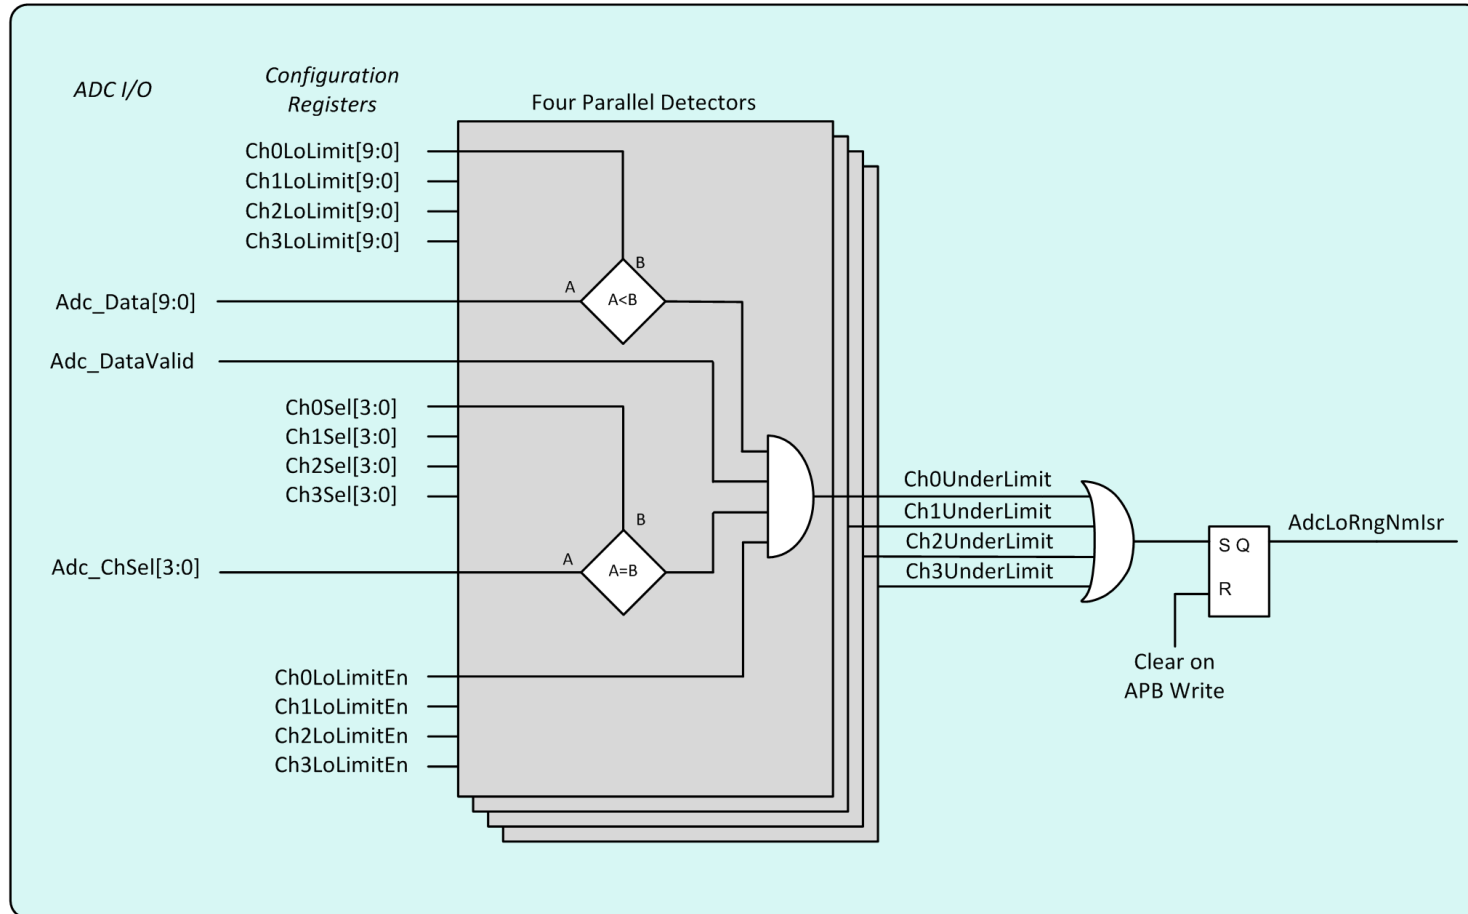 ADC I/O
Configuration
Registers
Four Parallel Detectors
Ch0LoLimit[9:0]
Ch1LoLimit[9:0]
Ch2LoLimit[9:0]
Ch3LoLimit[9:0]
B
A
A<B
Adc_Data[9:0]
Adc_DataValid
Ch0Sel[3:0]
Ch1Sel[3:0]
Ch2Sel[3:0]
Ch3Sel[3:0]
B
A
A=B
Adc_ChSel[3:0]
Ch0LoLimitEn
Ch1LoLimitEn
Ch2LoLimitEn
Ch3LoLimitEn
Ch0UnderLimit
Ch1UnderLimit
Ch2UnderLimit
Ch3UnderLimit
S Q
R
AdcLoRngNmIsr
Clear on
APB Write